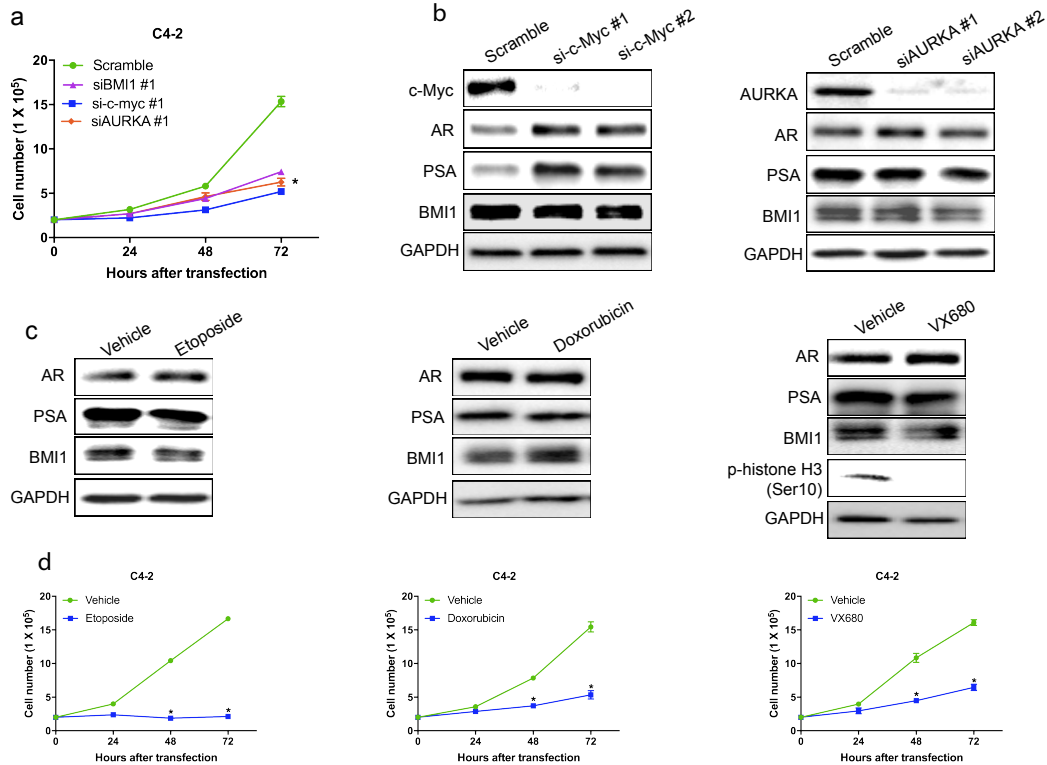 a
C4-2
Cell number (1 X 10⁵)
20
15
10
5
0
Scramble
siBMI1 #1
si-c-myc #1
siAURKA #1
*
0 24 48 72
Hours after transfection
b
Scramble si-c-Myc #1 si-c-Myc #2
c-Myc
AR
PSA
BMI1
GAPDH
Scramble siAURKA #1 siAURKA #2
AURKA
AR
PSA
BMI1
GAPDH
c
Vehicle Etoposide
AR
PSA
BMI1
GAPDH
Vehicle Doxorubicin
AR
PSA
BMI1
GAPDH
Vehicle VX680
AR
PSA
BMI1
p-histone H3
(Ser10)
GAPDH
d
C4-2
Cell number (1 X 10⁵)
20
15
10
5
0
Vehicle
Etoposide
* *
0 24 48 72
Hours after transfection
C4-2
Cell number (1 X 10⁵)
20
15
10
5
0
Vehicle
Doxorubicin
* *
0 24 48 72
Hours after transfection
C4-2
Cell number (1 X 10⁵)
20
15
10
5
0
Vehicle
VX680
* *
0 24 48 72
Hours after transfection